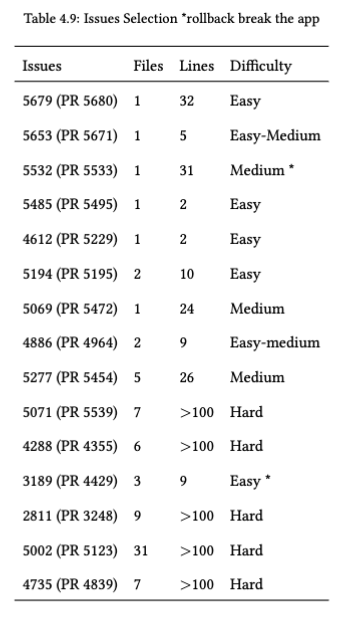 Table 4.9: Issues Selection *rollback break the app
Issues Files Lines Difficulty
5679 (PR 5680) 1 32 Easy
5653 (PR 5671) 1 5 Easy-Medium
5532 (PR 5533) 1 31 Medium *
5485 (PR 5495) 1 2 Easy
4612 (PR 5229) 1 2 Easy
5194 (PR 5195) 2 10 Easy
5069 (PR 5472) 1 24 Medium
4886 (PR 4964) 2 9 Easy-medium
5277 (PR 5454) 5 26 Medium
5071 (PR 5539) 7 >100 Hard
4288 (PR 4355) 6 >100 Hard
3189 (PR 4429) 3 9 Easy *
2811 (PR 3248) 9 >100 Hard
5002 (PR 5123) 31 >100 Hard
4735 (PR 4839) 7 >100 Hard